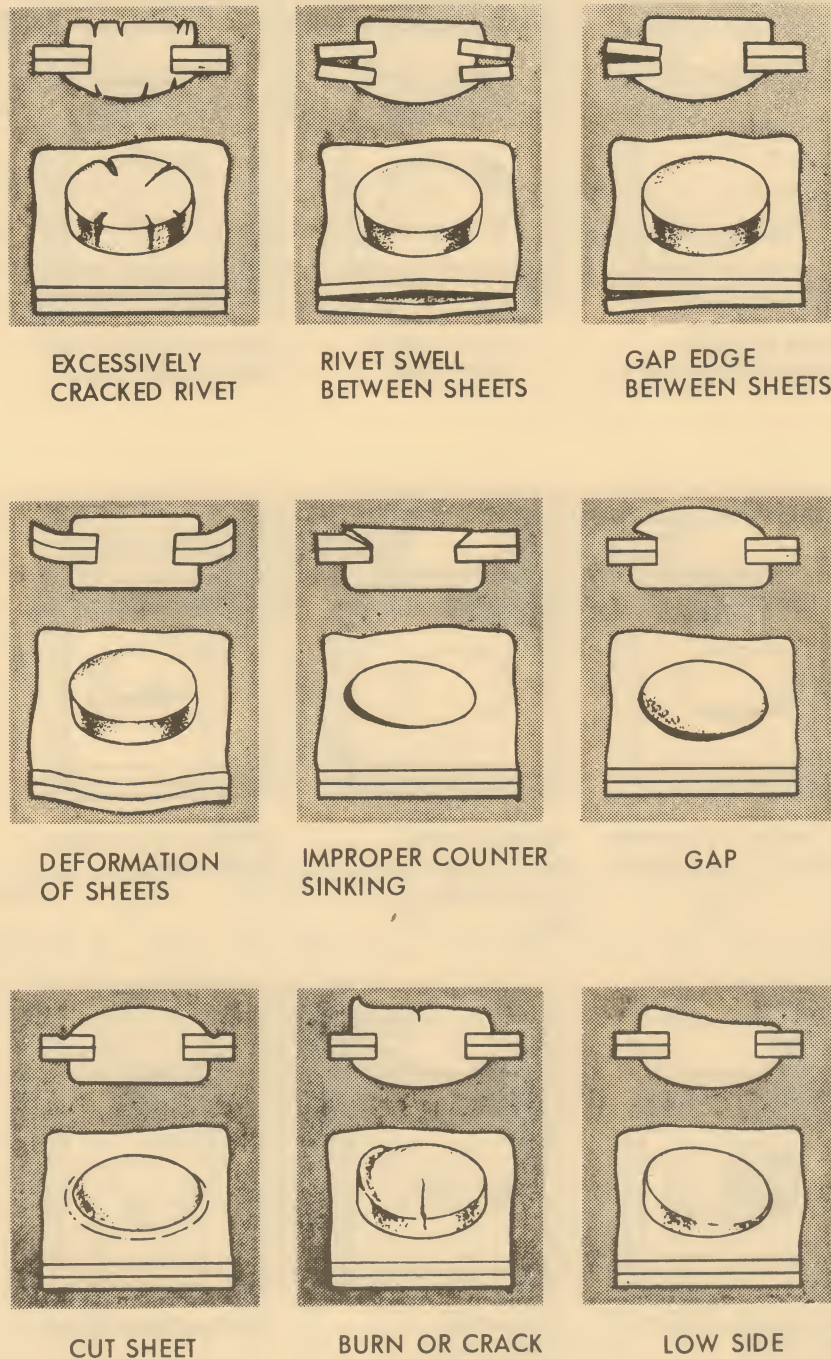 EXCESSIVELY
CRACKED RIVET
RIVET SWELL
BETWEEN SHEETS
GAP EDGE
BETWEEN SHEETS
DEFORMATION
OF SHEETS
IMPROPER COUNTER
SINKING
GAP
CUT SHEET
BURN OR CRACK
LOW SIDE